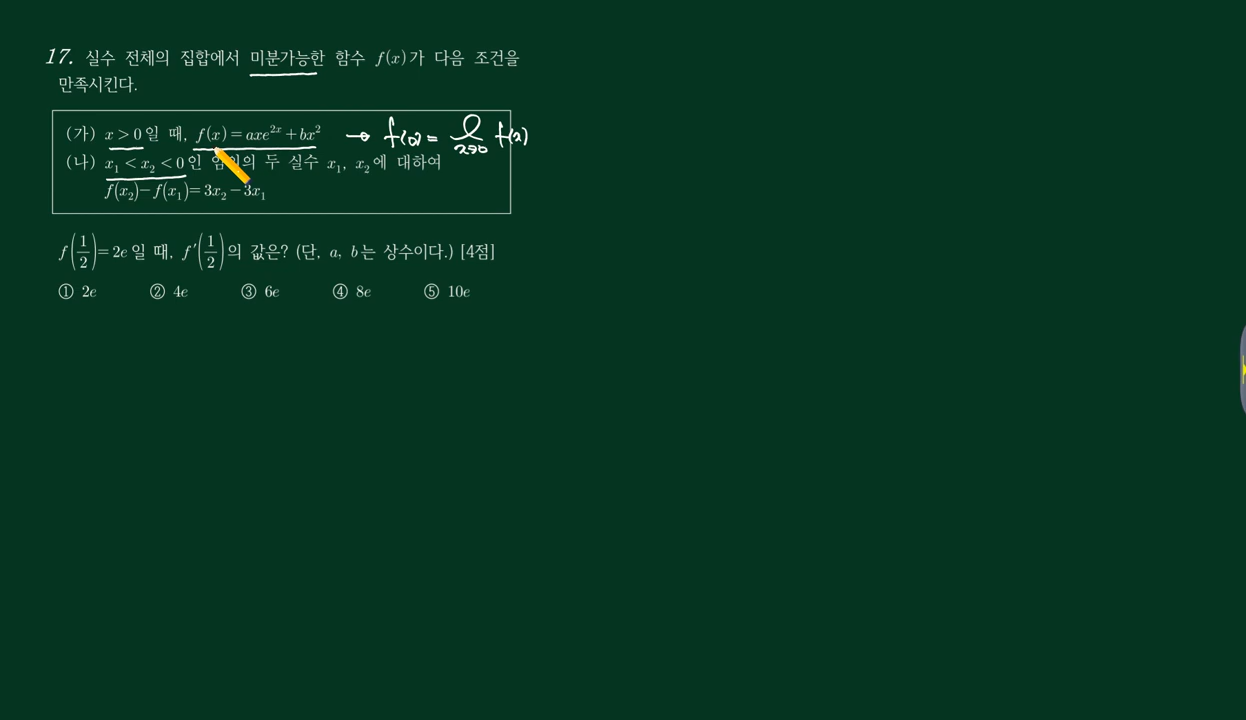 17. 실수 전체의 집합에서 미분가능한 함수 f(x)가 다음 조건을
만족시킨다.
(가) x > 0일 때, f(x) = axe^{2x} + bx^2 → f(0) = lim_{x→0} f(x)
(나) x_1 < x_2 < 0인 임의의 두 실수 x_1, x_2에 대하여
f(x_2) − f(x_1) = 3x_2 − 3x_1
f(1/2) = 2e일 때, f′(1/2)의 값은? (단, a, b는 상수이다.) [4점]
① 2e ② 4e ③ 6e ④ 8e ⑤ 10e